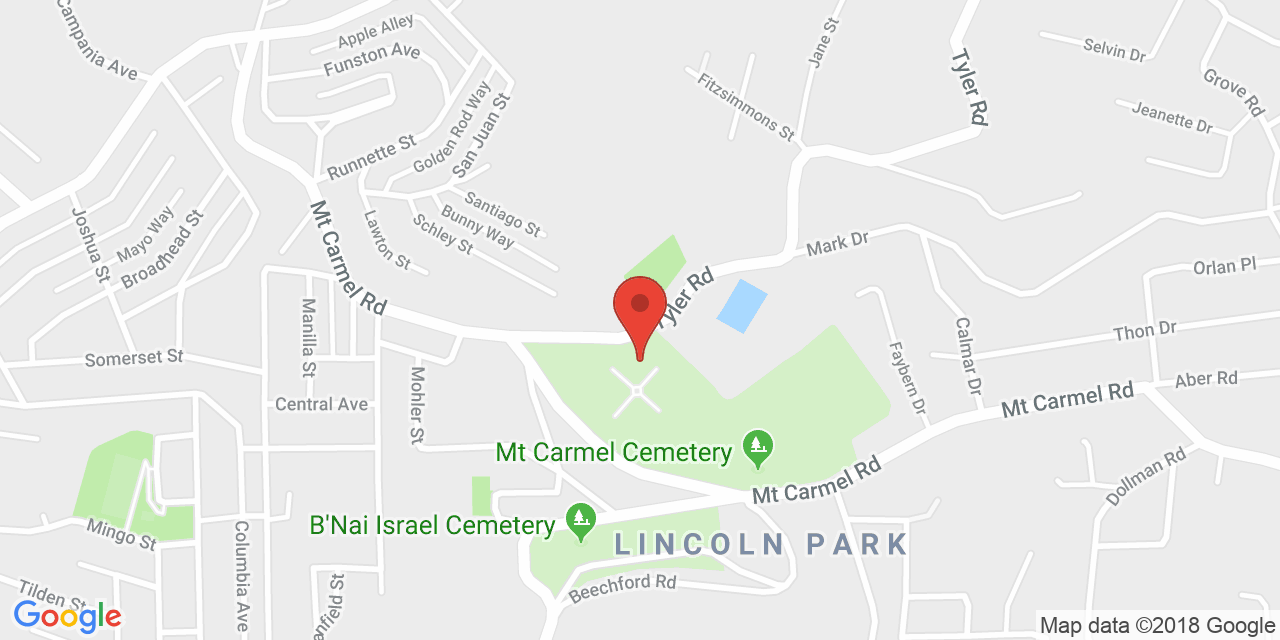 Campania Ave
Apple Alley
Funston Ave
Jane St
Selvin Dr
Tyler Rd
Grove Rd
Fitzsimmons St
Jeanette Dr
Golden Rod Way
San Juan St
Runnette St
Joshua St
Mayo Way
Broadhead St
Mt Carmel Rd
Lawton St
Santiago St
Bunny Way
Schley St
Mark Dr
Tyler Rd
Orlan Pl
Manilla St
Thon Dr
Somerset St
Calmar Dr
Faybern Dr
Mohler St
Central Ave
Aber Rd
Mt Carmel Rd
Mt Carmel Cemetery
Mt Carmel Rd
Dollman Rd
B'Nai Israel Cemetery
LINCOLN PARK
Mingo St
Columbia Ave
Beechford Rd
enfield St
Tilden St
Google
Map data ©2018 Google